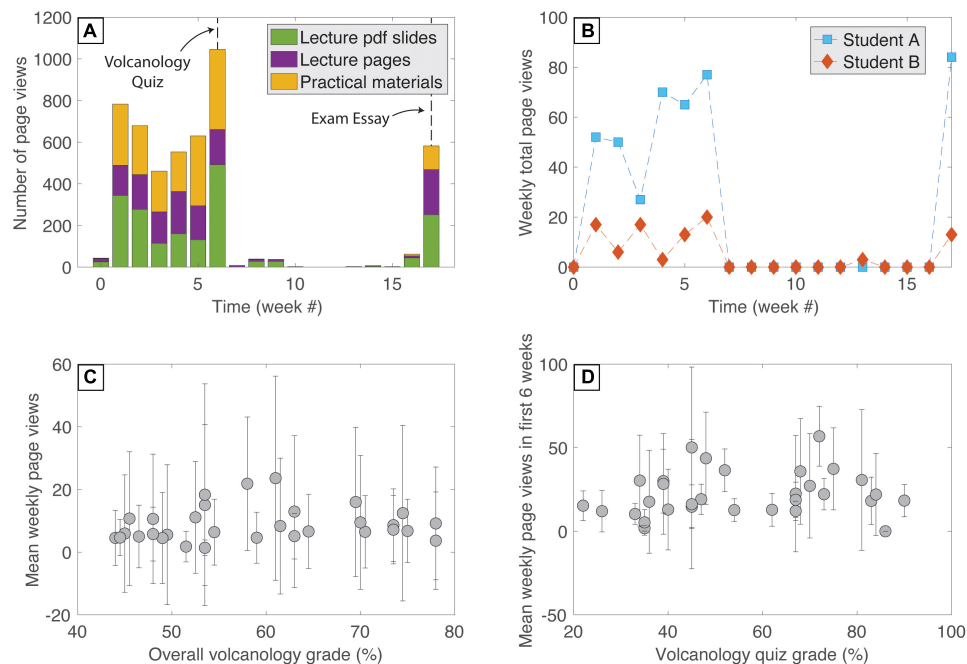 A
1200
1000
800
600
400
200
0
Number of page views
0
5
10
15
Time (week #)
Volcanology
Quiz
Exam Essay
Lecture pdf slides
Lecture pages
Practical materials
B
100
80
60
40
20
0
Weekly total page views
0
5
10
15
Time (week #)
Student A
Student B
C
60
40
20
0
-20
Mean weekly page views
40
50
60
70
80
Overall volcanology grade (%)
D
100
50
0
-50
Mean weekly page views in first 6 weeks
20
40
60
80
100
Volcanology quiz grade (%)